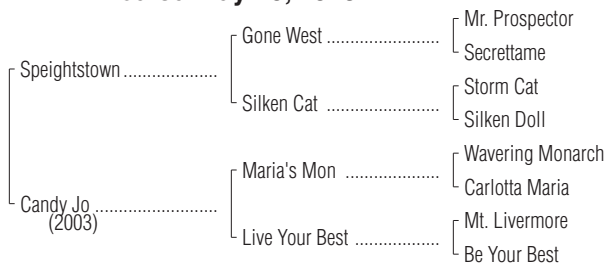 Mr. Prospector
Gone West ........................
Secrettame
Speightstown ....................
Storm Cat
Silken Cat ........................
Silken Doll
Wavering Monarch
Maria's Mon ....................
Carlotta Maria
Candy Jo ..........................
(2003)
Mt. Livermore
Live Your Best ..................
Be Your Best